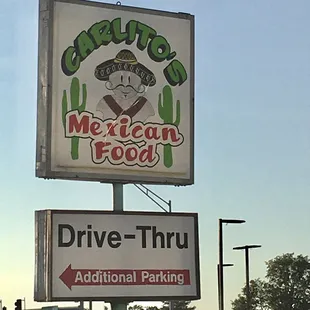 CARLITO'S
Mexican
Food
Drive-Thru
Additional Parking